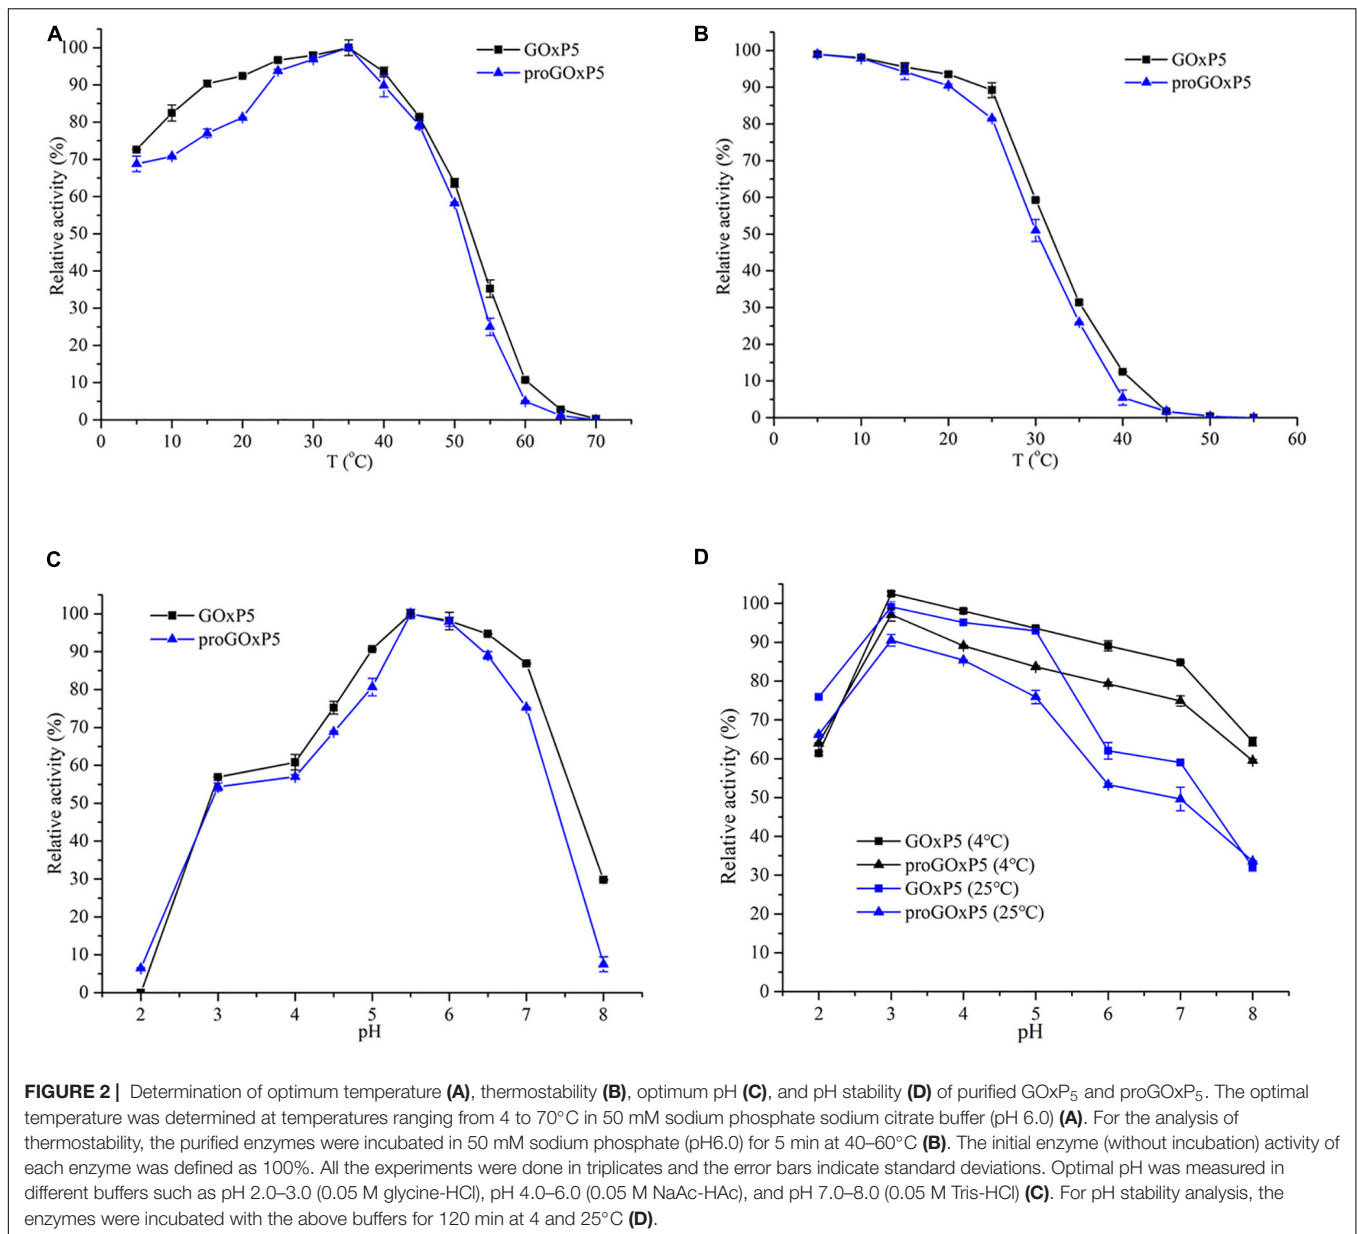 A
GOxP5
proGOxP5
Relative activity (%)
100
90
80
70
60
50
40
30
20
10
0
0 10 20 30 40 50 60 70
T (°C)
B
GOxP5
proGOxP5
Relative activity (%)
100
90
80
70
60
50
40
30
20
10
0
0 10 20 30 40 50 60
T (°C)
C
GOxP5
proGOxP5
Relative activity (%)
100
90
80
70
60
50
40
30
20
10
0
2 3 4 5 6 7 8
pH
D
Relative activity (%)
100
90
80
70
60
50
40
30
20
10
0
GOxP5 (4°C)
proGOxP5 (4°C)
GOxP5 (25°C)
proGOxP5 (25°C)
2 3 4 5 6 7 8
pH
FIGURE 2 | Determination of optimum temperature (A), thermostability (B), optimum pH (C), and pH stability (D) of purified GOxP5 and proGOxP5. The optimal
temperature was determined at temperatures ranging from 4 to 70°C in 50 mM sodium phosphate sodium citrate buffer (pH 6.0) (A). For the analysis of
thermostability, the purified enzymes were incubated in 50 mM sodium phosphate (pH6.0) for 5 min at 40–60°C (B). The initial enzyme (without incubation) activity of
each enzyme was defined as 100%. All the experiments were done in triplicates and the error bars indicate standard deviations. Optimal pH was measured in
different buffers such as pH 2.0–3.0 (0.05 M glycine-HCl), pH 4.0–6.0 (0.05 M NaAc-HAc), and pH 7.0–8.0 (0.05 M Tris-HCl) (C). For pH stability analysis, the
enzymes were incubated with the above buffers for 120 min at 4 and 25°C (D).